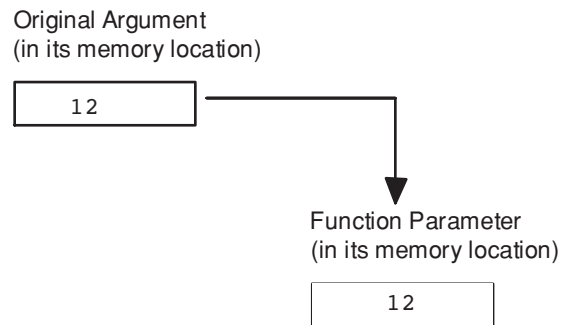 Original Argument
(in its memory location)
12
Function Parameter
(in its memory location)
12